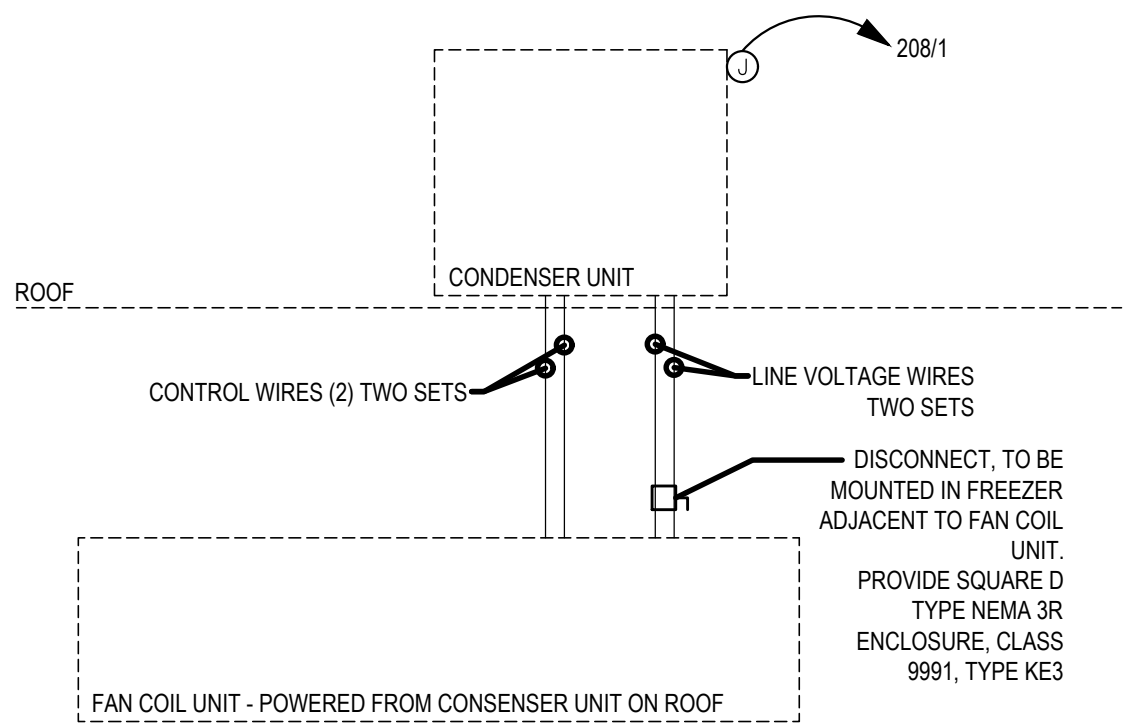 J
208/1
CONDENSER UNIT
ROOF
CONTROL WIRES (2) TWO SETS
LINE VOLTAGE WIRES
TWO SETS
DISCONNECT, TO BE
MOUNTED IN FREEZER
ADJACENT TO FAN COIL
UNIT.
PROVIDE SQUARE D
TYPE NEMA 3R
ENCLOSURE, CLASS
9991, TYPE KE3
FAN COIL UNIT - POWERED FROM CONSENSER UNIT ON ROOF